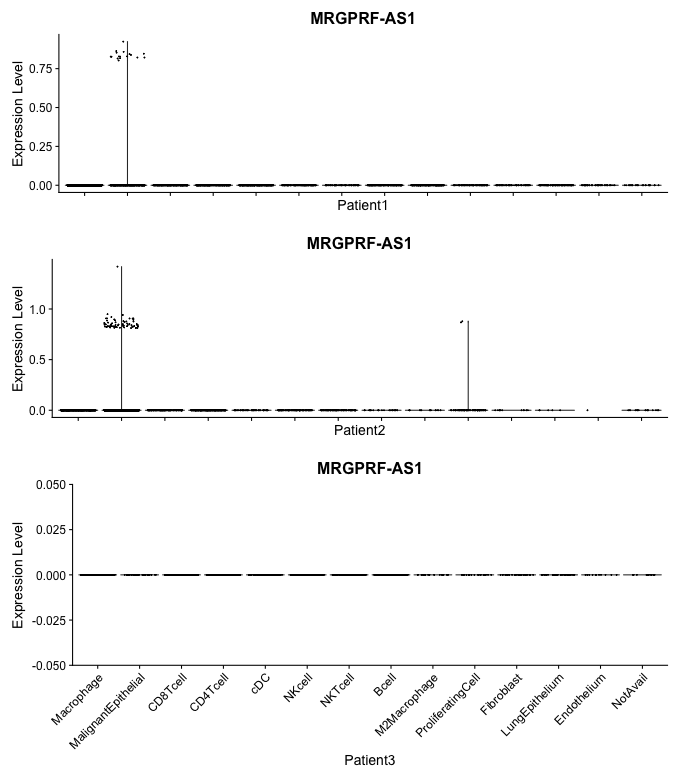 MRGPRF-AS1
Expression Level
0.75
0.50
0.25
0.00
Patient1
MRGPRF-AS1
Expression Level
1.0
0.5
0.0
Patient2
MRGPRF-AS1
Expression Level
0.050
0.025
0.000
-0.025
-0.050
Macrophage
MalignantEpithelial
CD8Tcell
CD4Tcell
cDC
NKcell
NKTcell
Bcell
M2Macrophage
ProliferatingCell
Fibroblast
LungEpithelium
Endothelium
NotAvail
Patient3